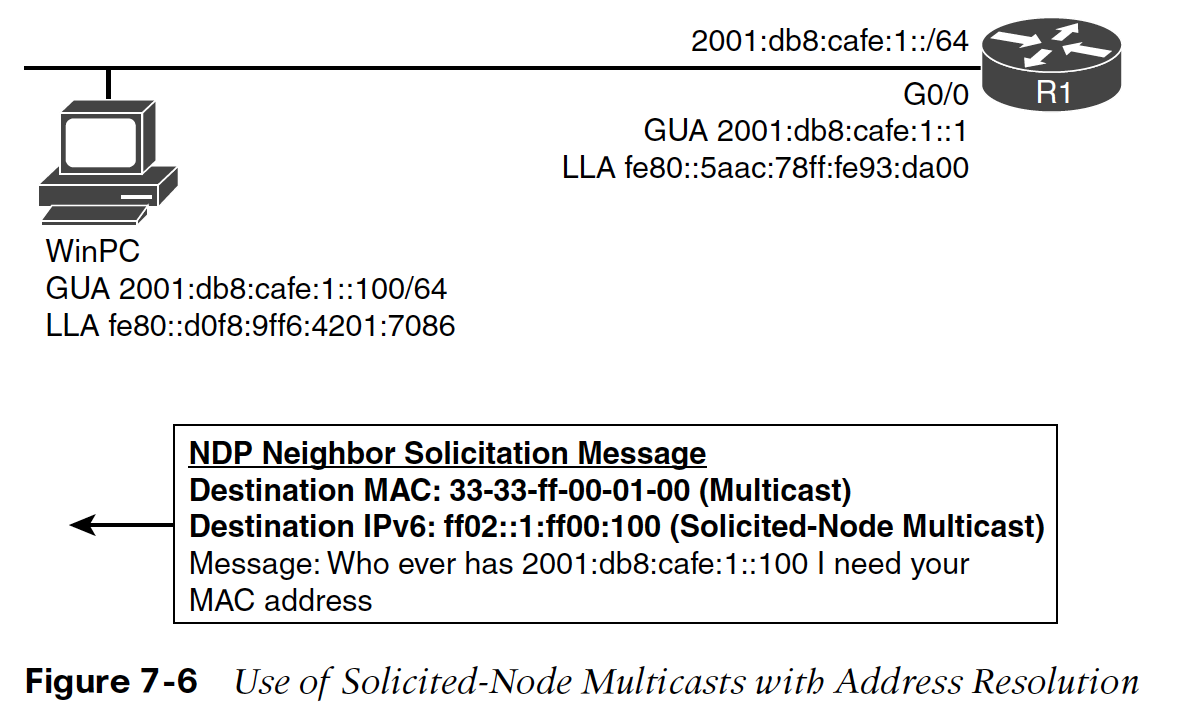 2001:db8:cafe:1::/64
R1
G0/0
GUA 2001:db8:cafe:1::1
LLA fe80::5aac:78ff:fe93:da00
WinPC
GUA 2001:db8:cafe:1::100/64
LLA fe80::d0f8:9ff6:4201:7086
NDP Neighbor Solicitation Message
Destination MAC: 33-33-ff-00-01-00 (Multicast)
Destination IPv6: ff02::1:ff00:100 (Solicited-Node Multicast)
Message: Who ever has 2001:db8:cafe:1::100 I need your
MAC address
Figure 7-6 Use of Solicited-Node Multicasts with Address Resolution